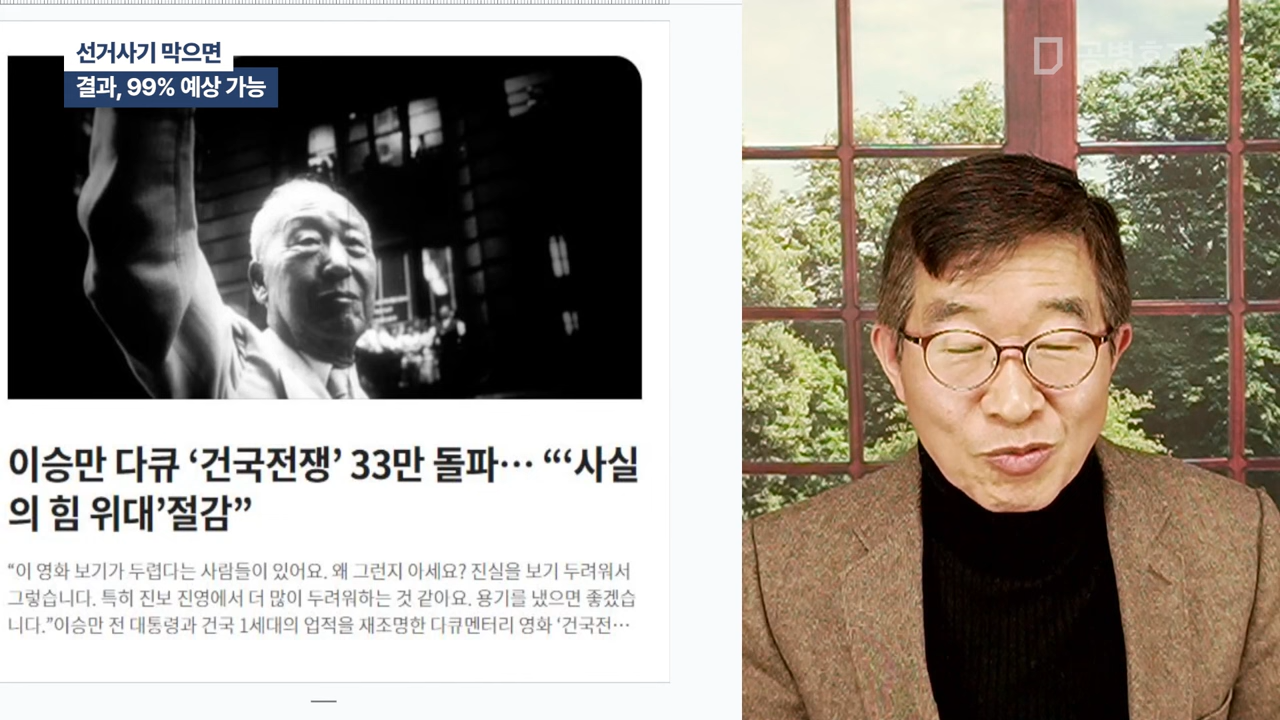 선거사기 막으면
결과, 99% 예상 가능
이승만 다큐 ‘건국전쟁’ 33만 돌파… “‘사실
의 힘 위대’절감”
“이 영화 보기가 두렵다는 사람들이 있어요. 왜 그런지 아세요? 진실을 보기 두려워서
그렇습니다. 특히 진보 진영에서 더 많이 두려워하는 것 같아요. 용기를 냈으면 좋겠습
니다.”이승만 전 대통령과 건국 1세대의 업적을 재조명한 다큐멘터리 영화 ‘건국전…